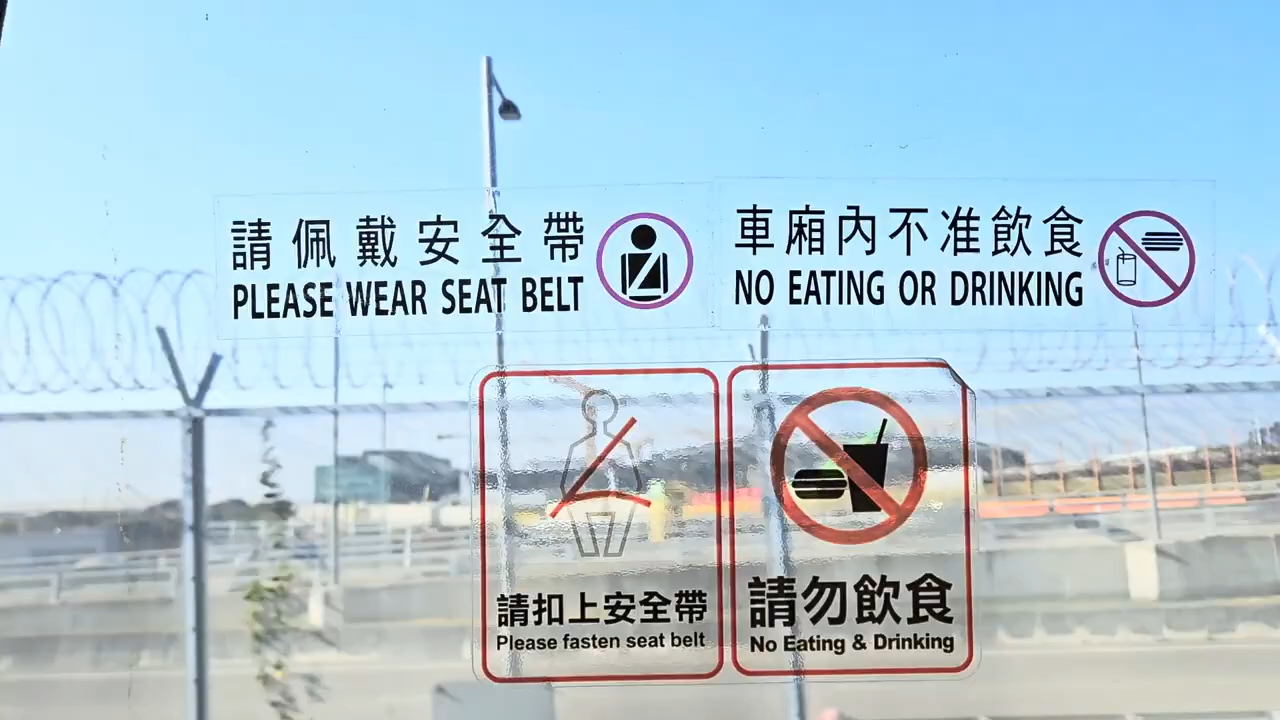 請佩戴安全帶
PLEASE WEAR SEAT BELT
車廂內不准飲食
NO EATING OR DRINKING
請扣上安全帶
Please fasten seat belt
請勿飲食
No Eating & Drinking